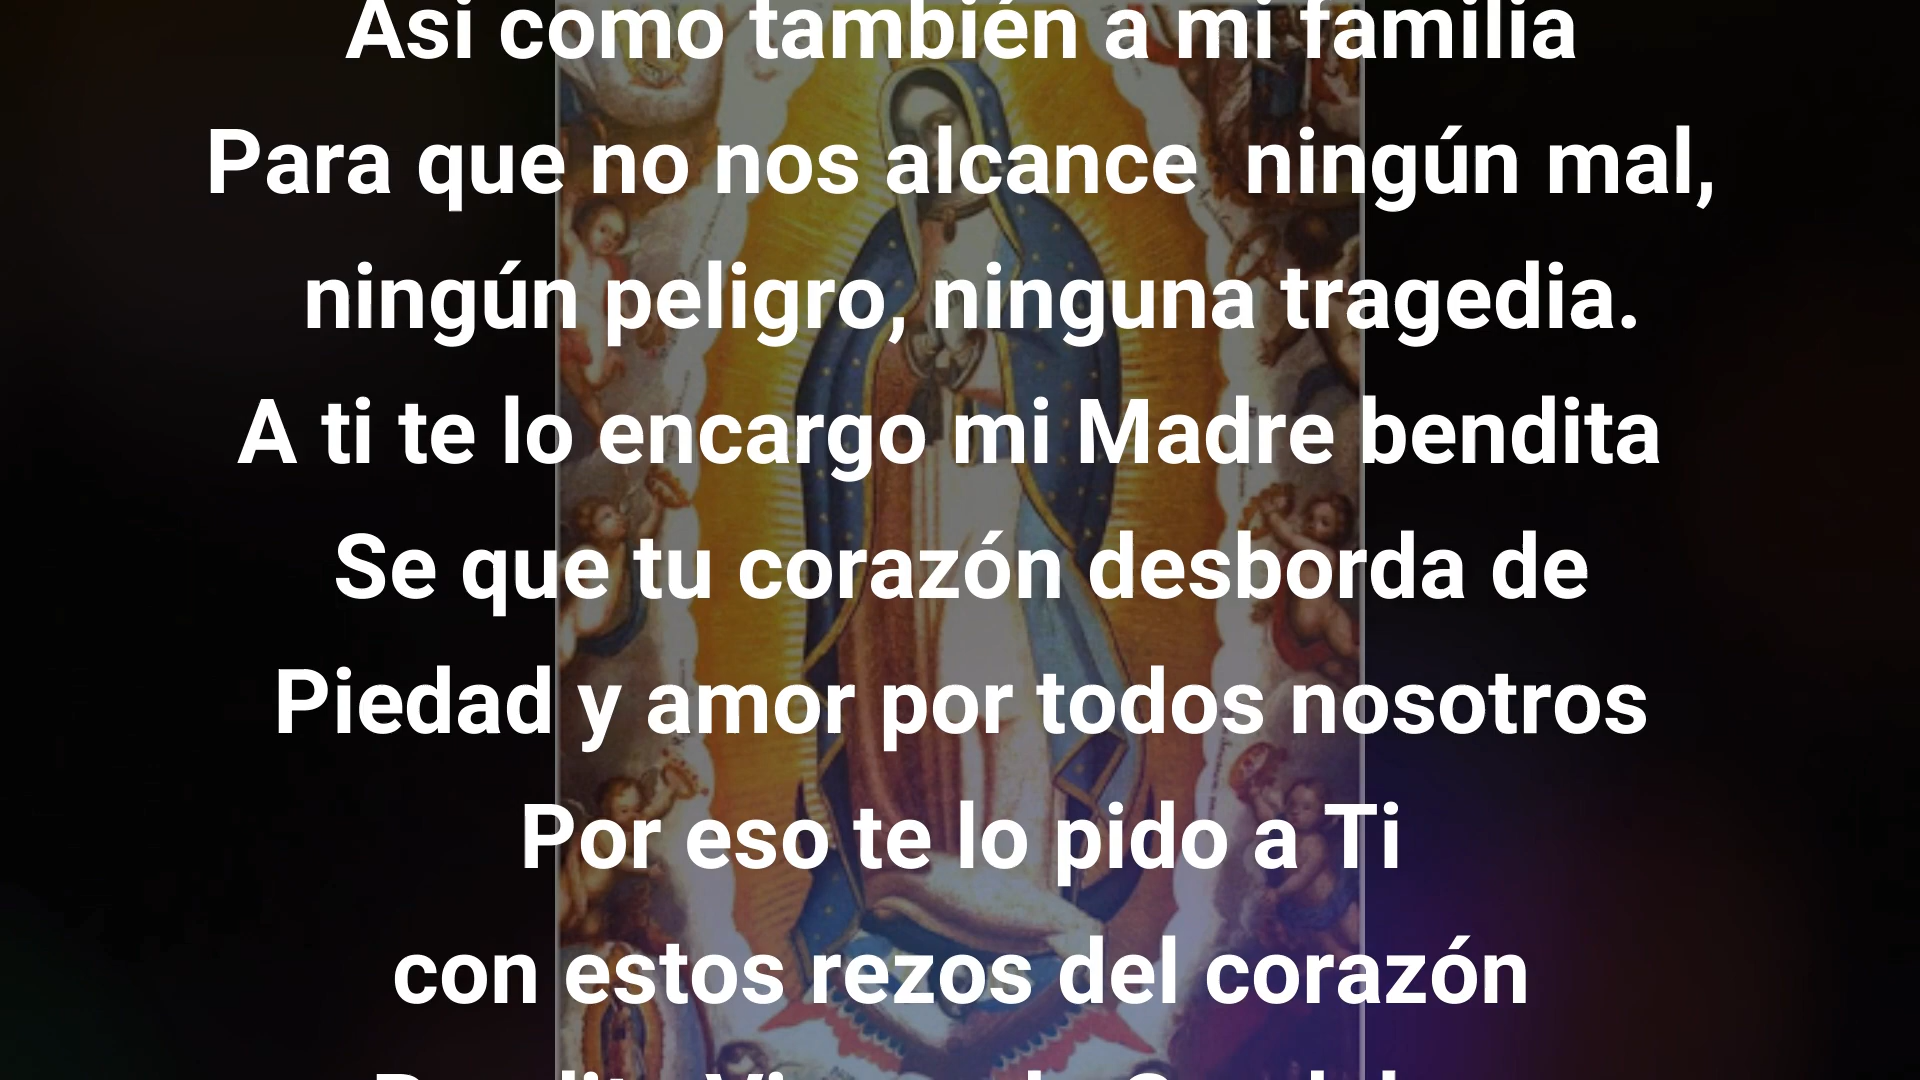 Asi como también a mi familia
Para que no nos alcance ningún mal,
ningún peligro, ninguna tragedia.
A ti te lo encargo mi Madre bendita
Se que tu corazón desborda de
Piedad y amor por todos nosotros
Por eso te lo pido a Ti
con estos rezos del corazón